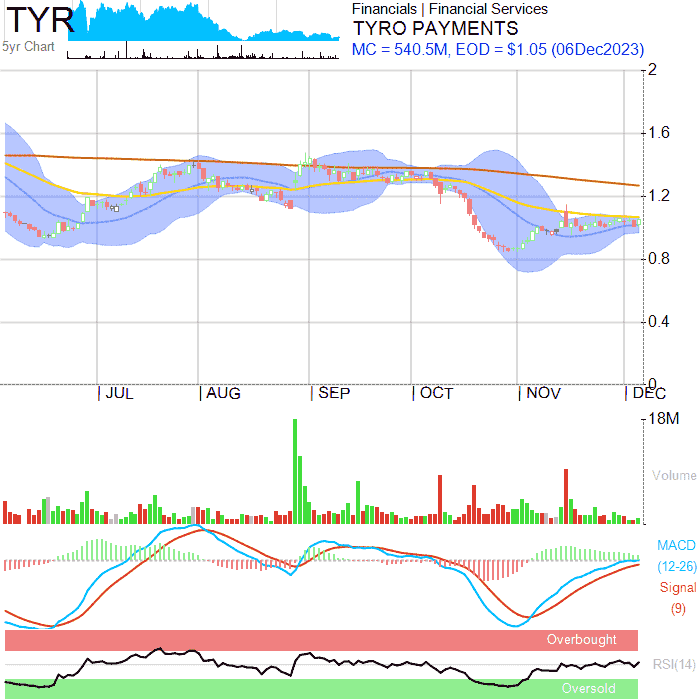 TYR
5yr Chart
Financials | Financial Services
TYRO PAYMENTS
MC = 540.5M, EOD = $1.05 (06Dec2023)
2
1.6
1.2
0.8
0.4
0
JUL
AUG
SEP
OCT
NOV
DEC
18M
Volume
MACD
(12-26)
Signal
(9)
Overbought
RSI(14)
Oversold